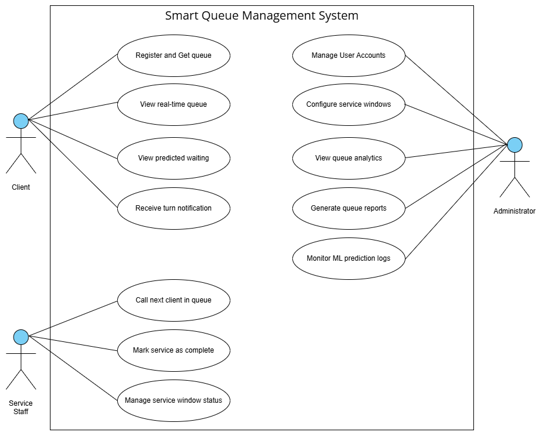 Smart Queue Management System
Register and Get queue
View real-time queue
View predicted waiting
Receive turn notification
Client
Manage User Accounts
Configure service windows
View queue analytics
Generate queue reports
Monitor ML prediction logs
Administrator
Call next client in queue
Mark service as complete
Manage service window status
Service
Staff